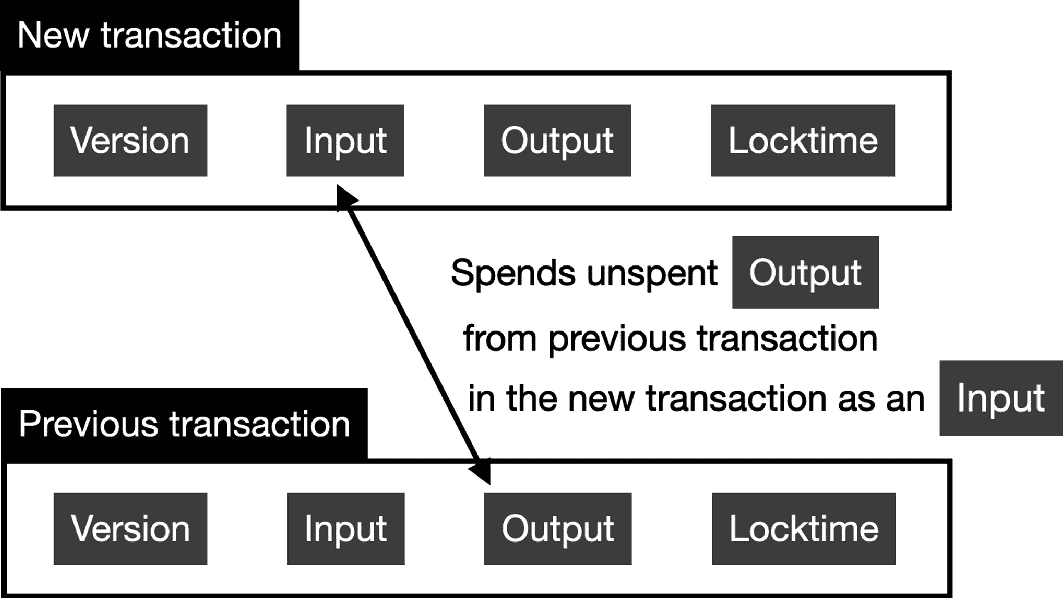 New transaction
Version Input Output Locktime
Spends unspent Output
from previous transaction
in the new transaction as an Input
Previous transaction
Version Input Output Locktime